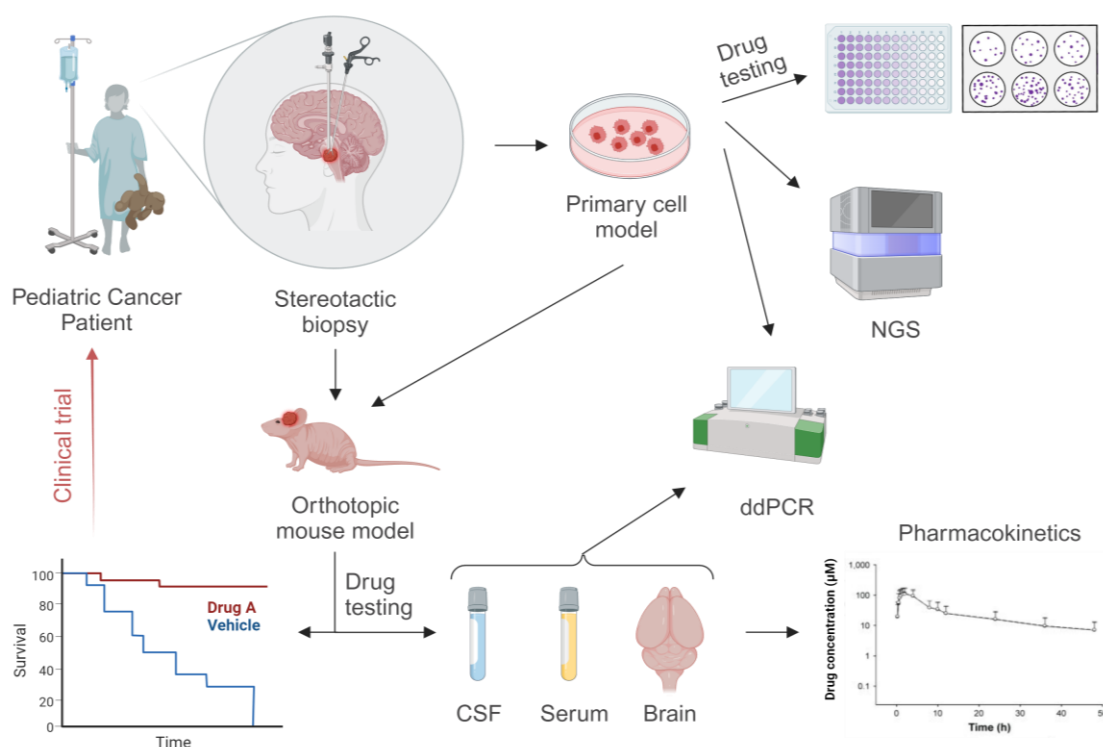 Drug
testing
Primary cell
model
Pediatric Cancer
Patient
Stereotactic
biopsy
NGS
Clinical trial
Orthotopic
mouse model
ddPCR
Pharmacokinetics
Drug
testing
100
80
60
40
20
0
Survival
Drug A
Vehicle
Time
CSF
Serum
Brain
Drug concentration (µM)
1,000
100
10
1
0.1
0
10
20
30
40
50
Time (h)